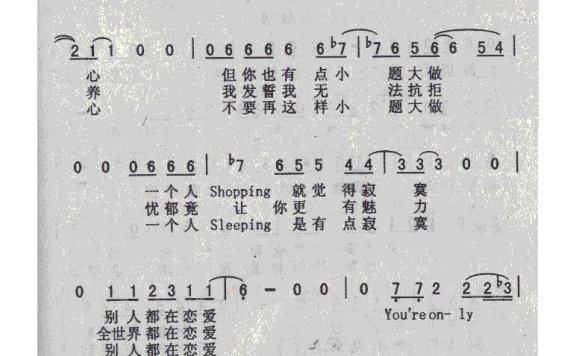 2 1 1 0 0 | 0 6 6 6 6 6 ♭7 | ♭7 6 5 6 6 5 4 |
心 但你也有点小 题大做
养 我发誓我无 法抗拒
心 不要再这样小 题大做
0 0 0 6 6 6 | ♭7 6 5 5 4 4 | 3 3 3 0 0 |
一个人 Shopping 就觉得寂 寞
忧郁竟 让你更有魅 力
一个人 Sleeping 是有点寂 寞
0 1 1 2 3 1 1 | 6 - 0 0 | 0 7 7 2 2 2 ♭3 |
别人都在恋爱 You're on- ly
全世界都在恋爱
别人都在恋爱